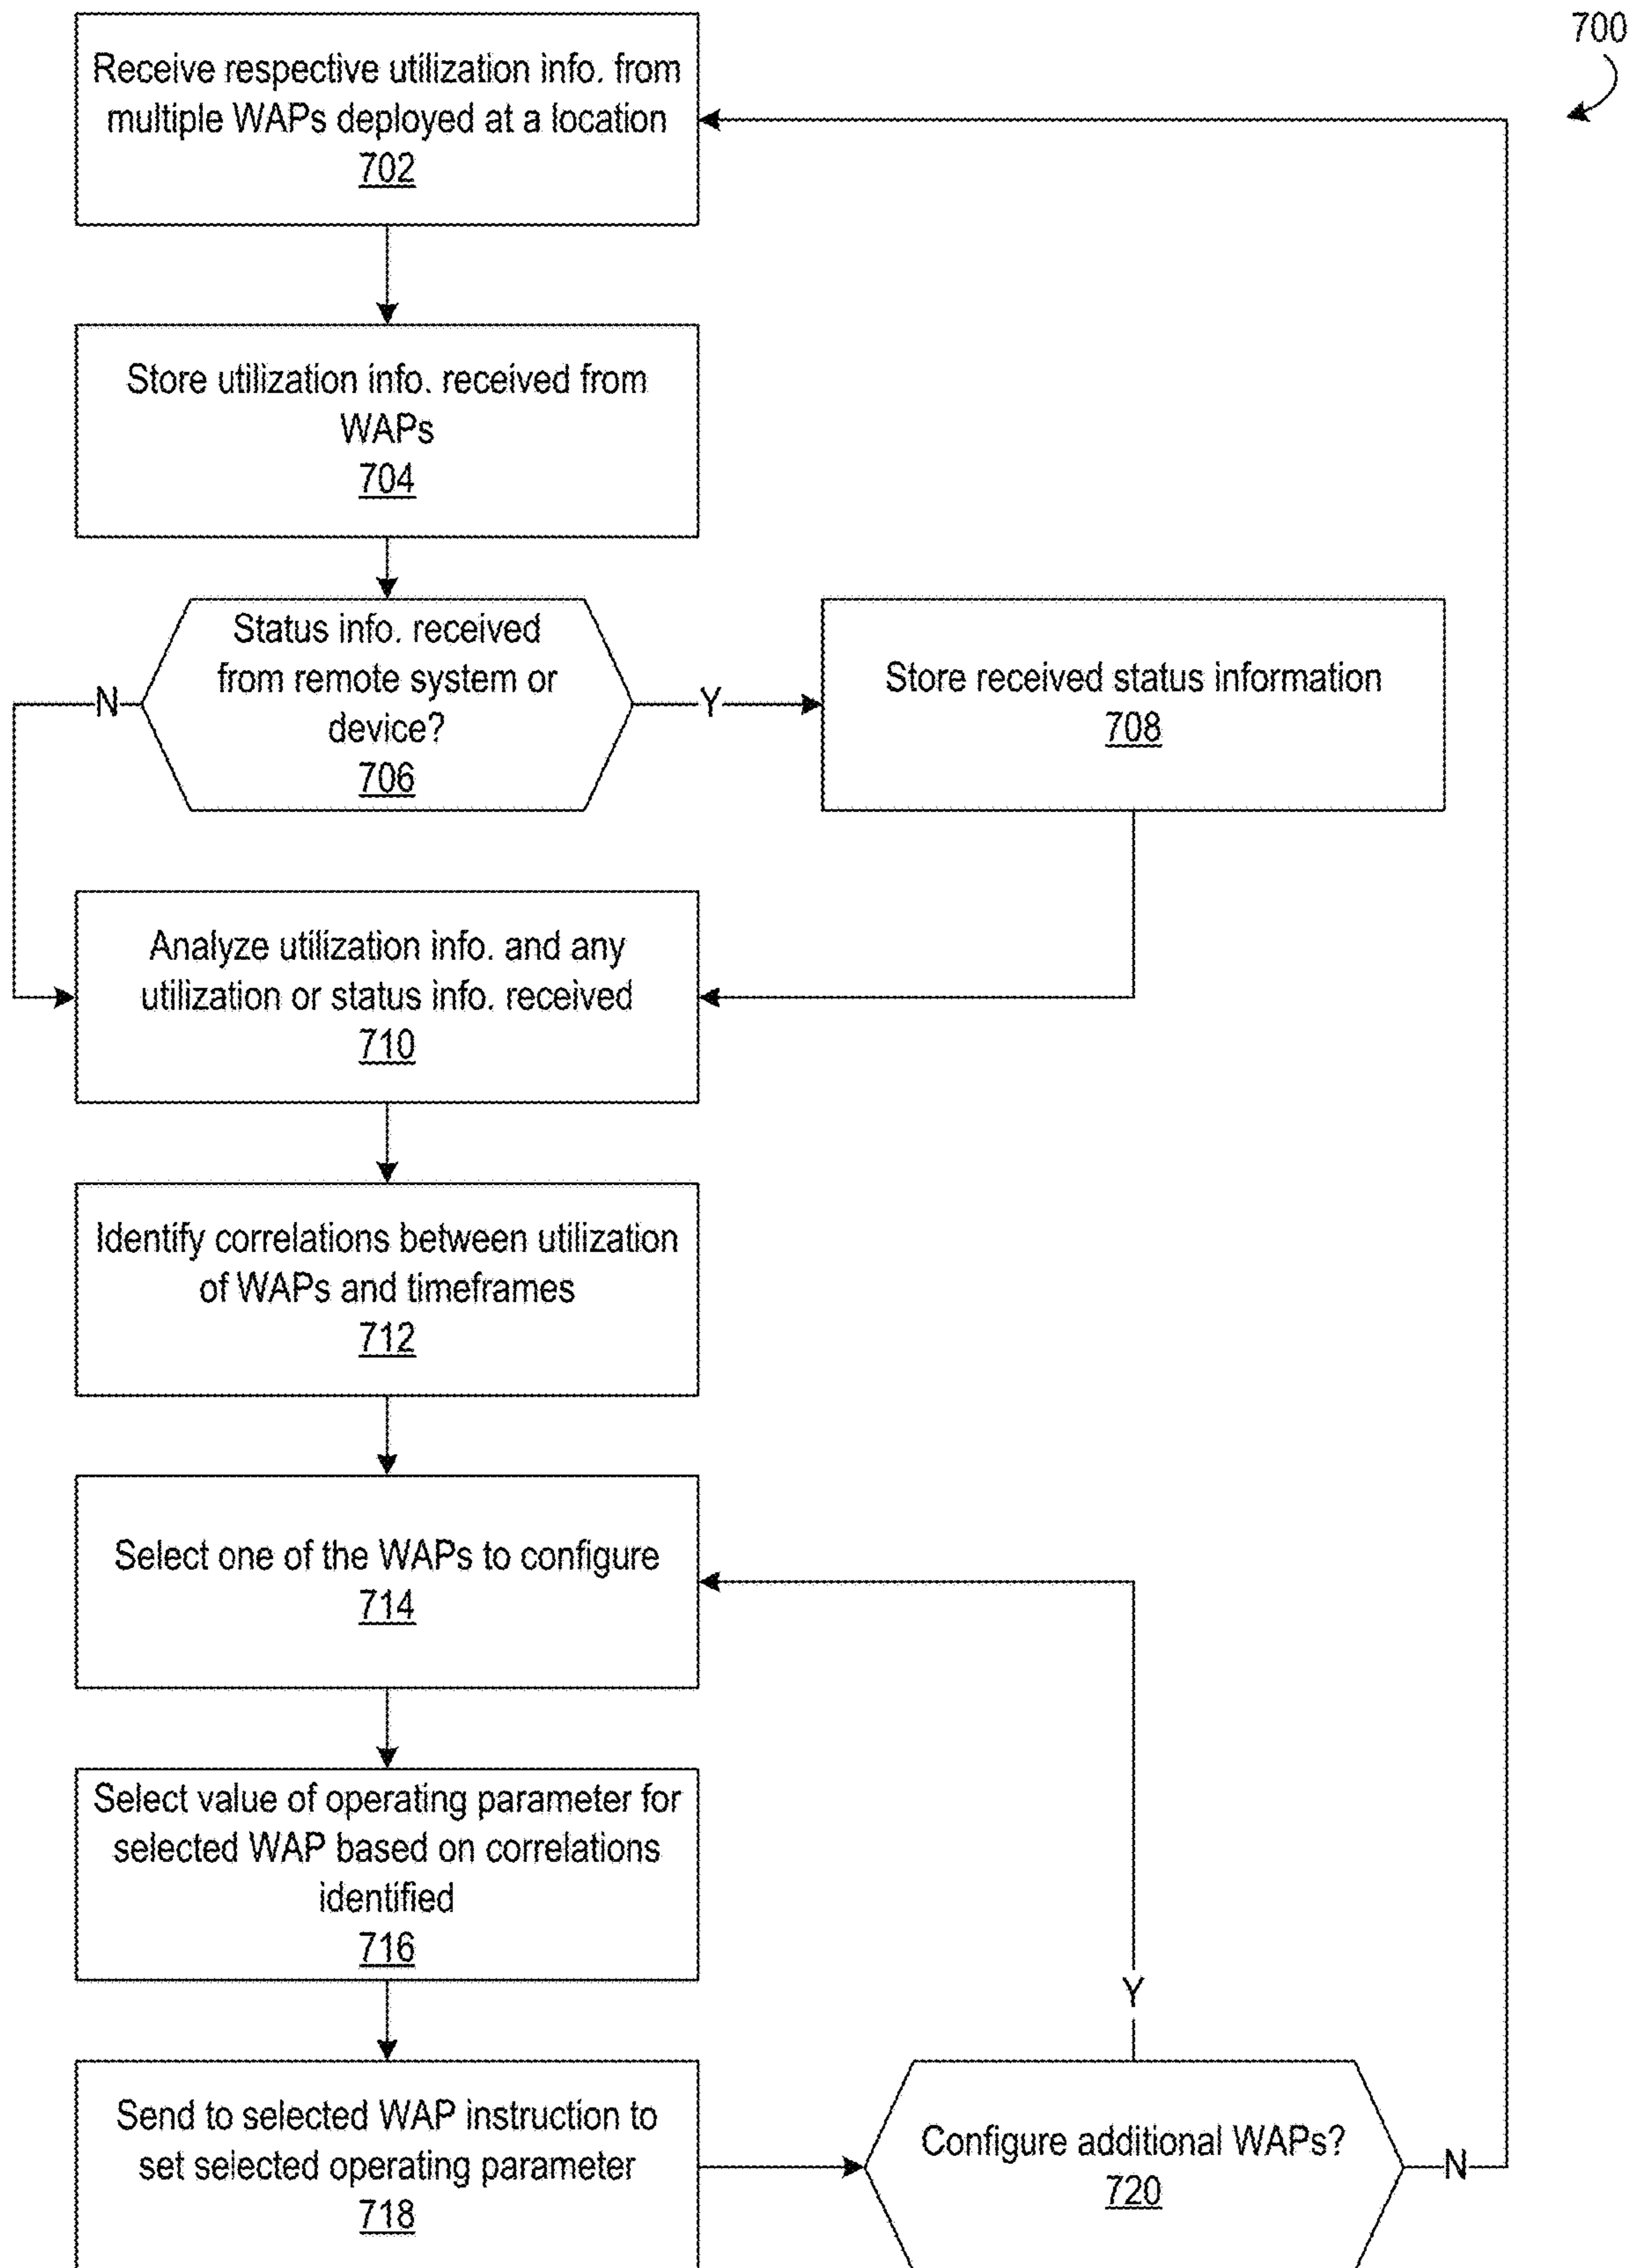 700
Receive respective utilization info. from
multiple WAPs deployed at a location
702
Store utilization info. received from
WAPs
704
Status info. received
from remote system or
device?
706
N
Y
Store received status information
708
Analyze utilization info. and any
utilization or status info. received
710
Identify correlations between utilization
of WAPs and timeframes
712
Select one of the WAPs to configure
714
Select value of operating parameter for
selected WAP based on correlations
identified
716
Y
Send to selected WAP instruction to
set selected operating parameter
718
Configure additional WAPs?
720
N